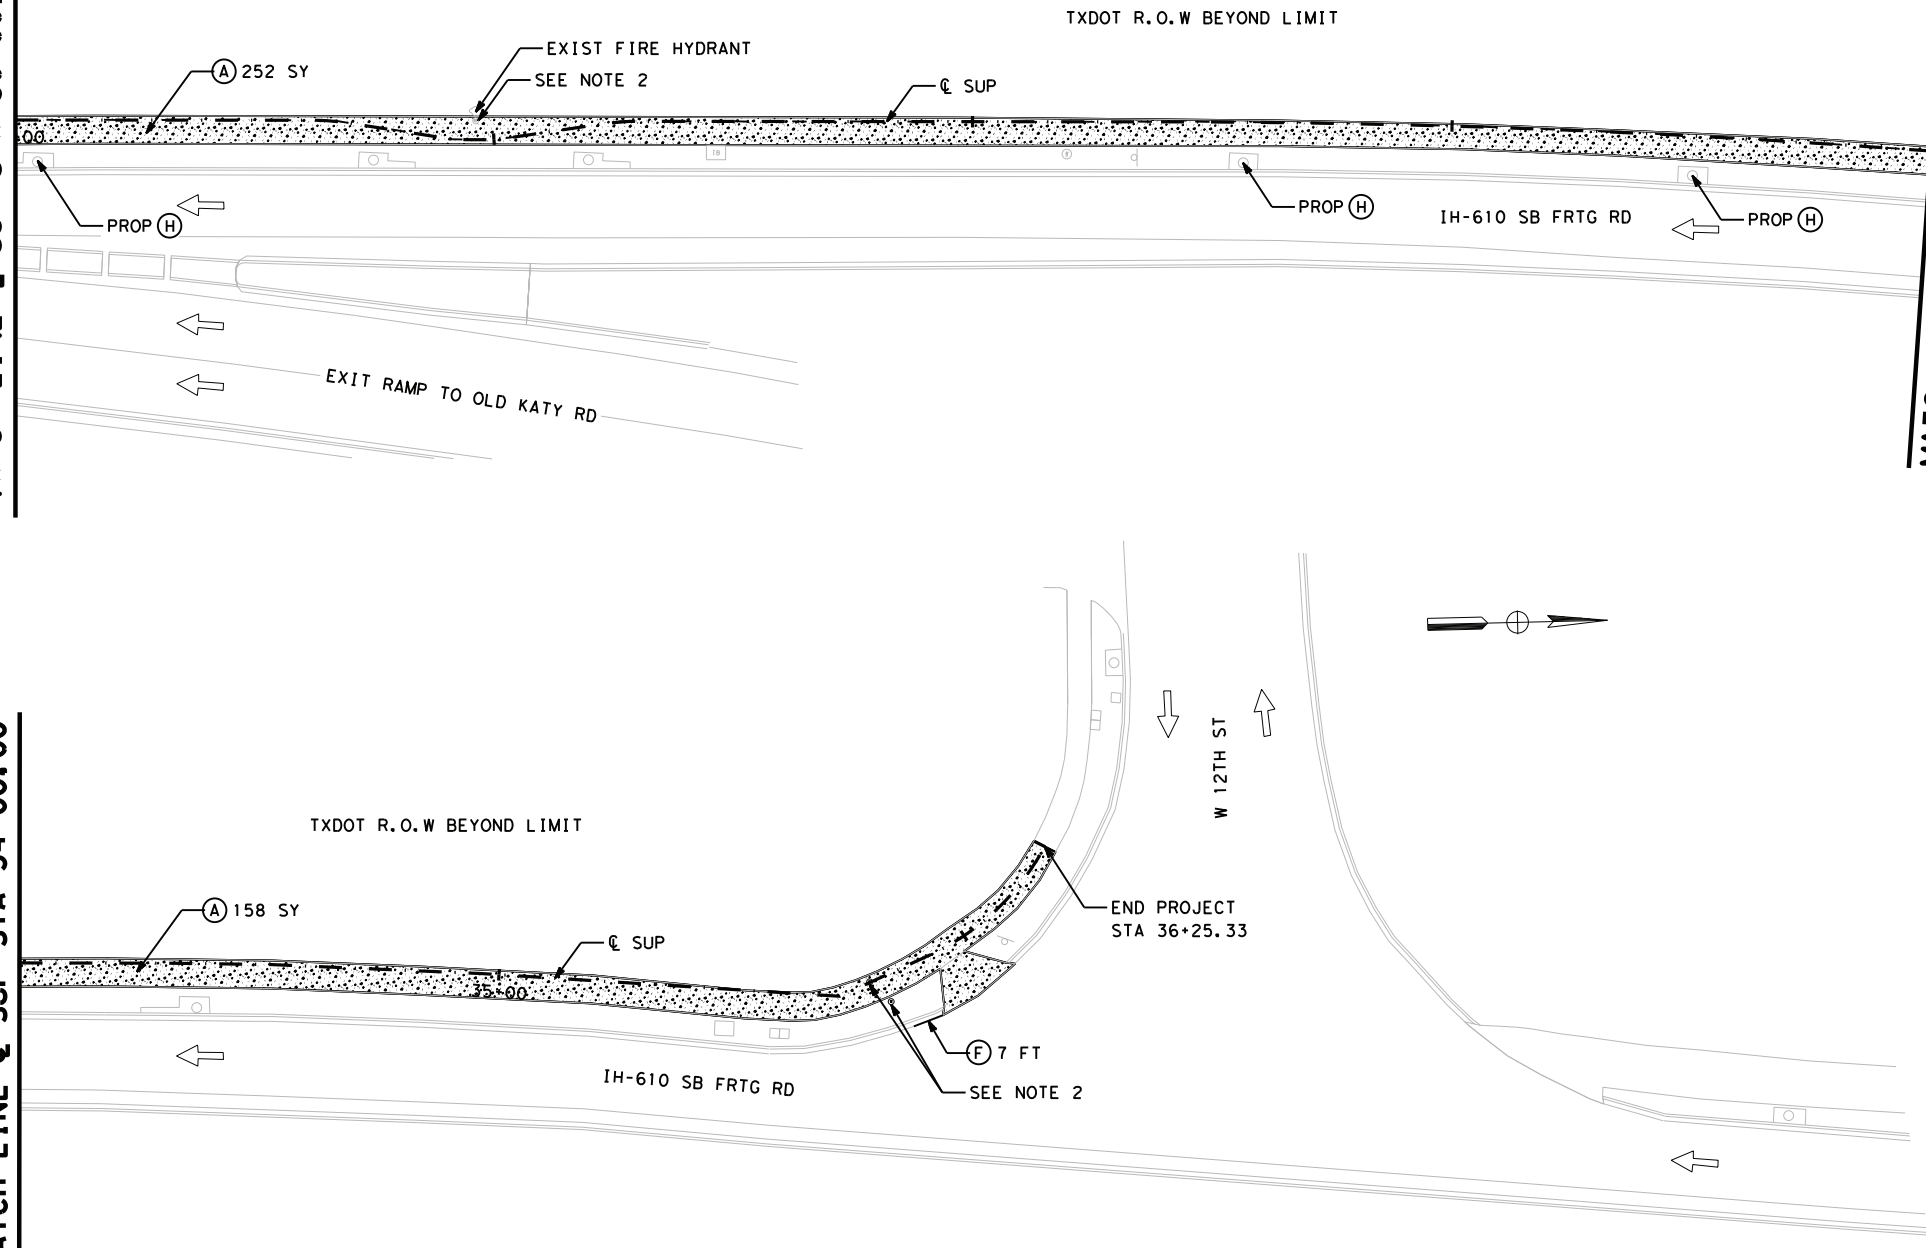 TXDOT R.O.W BEYOND LIMIT
EXIST FIRE HYDRANT
A 252 SY
SEE NOTE 2
℄ SUP
00
PROP H
PROP H
IH-610 SB FRTG RD
PROP H
EXIT RAMP TO OLD KATY RD
W 12TH ST
TXDOT R.O.W BEYOND LIMIT
A 158 SY
℄ SUP
END PROJECT
STA 36+25.33
35+00
F 7 FT
IH-610 SB FRTG RD
SEE NOTE 2